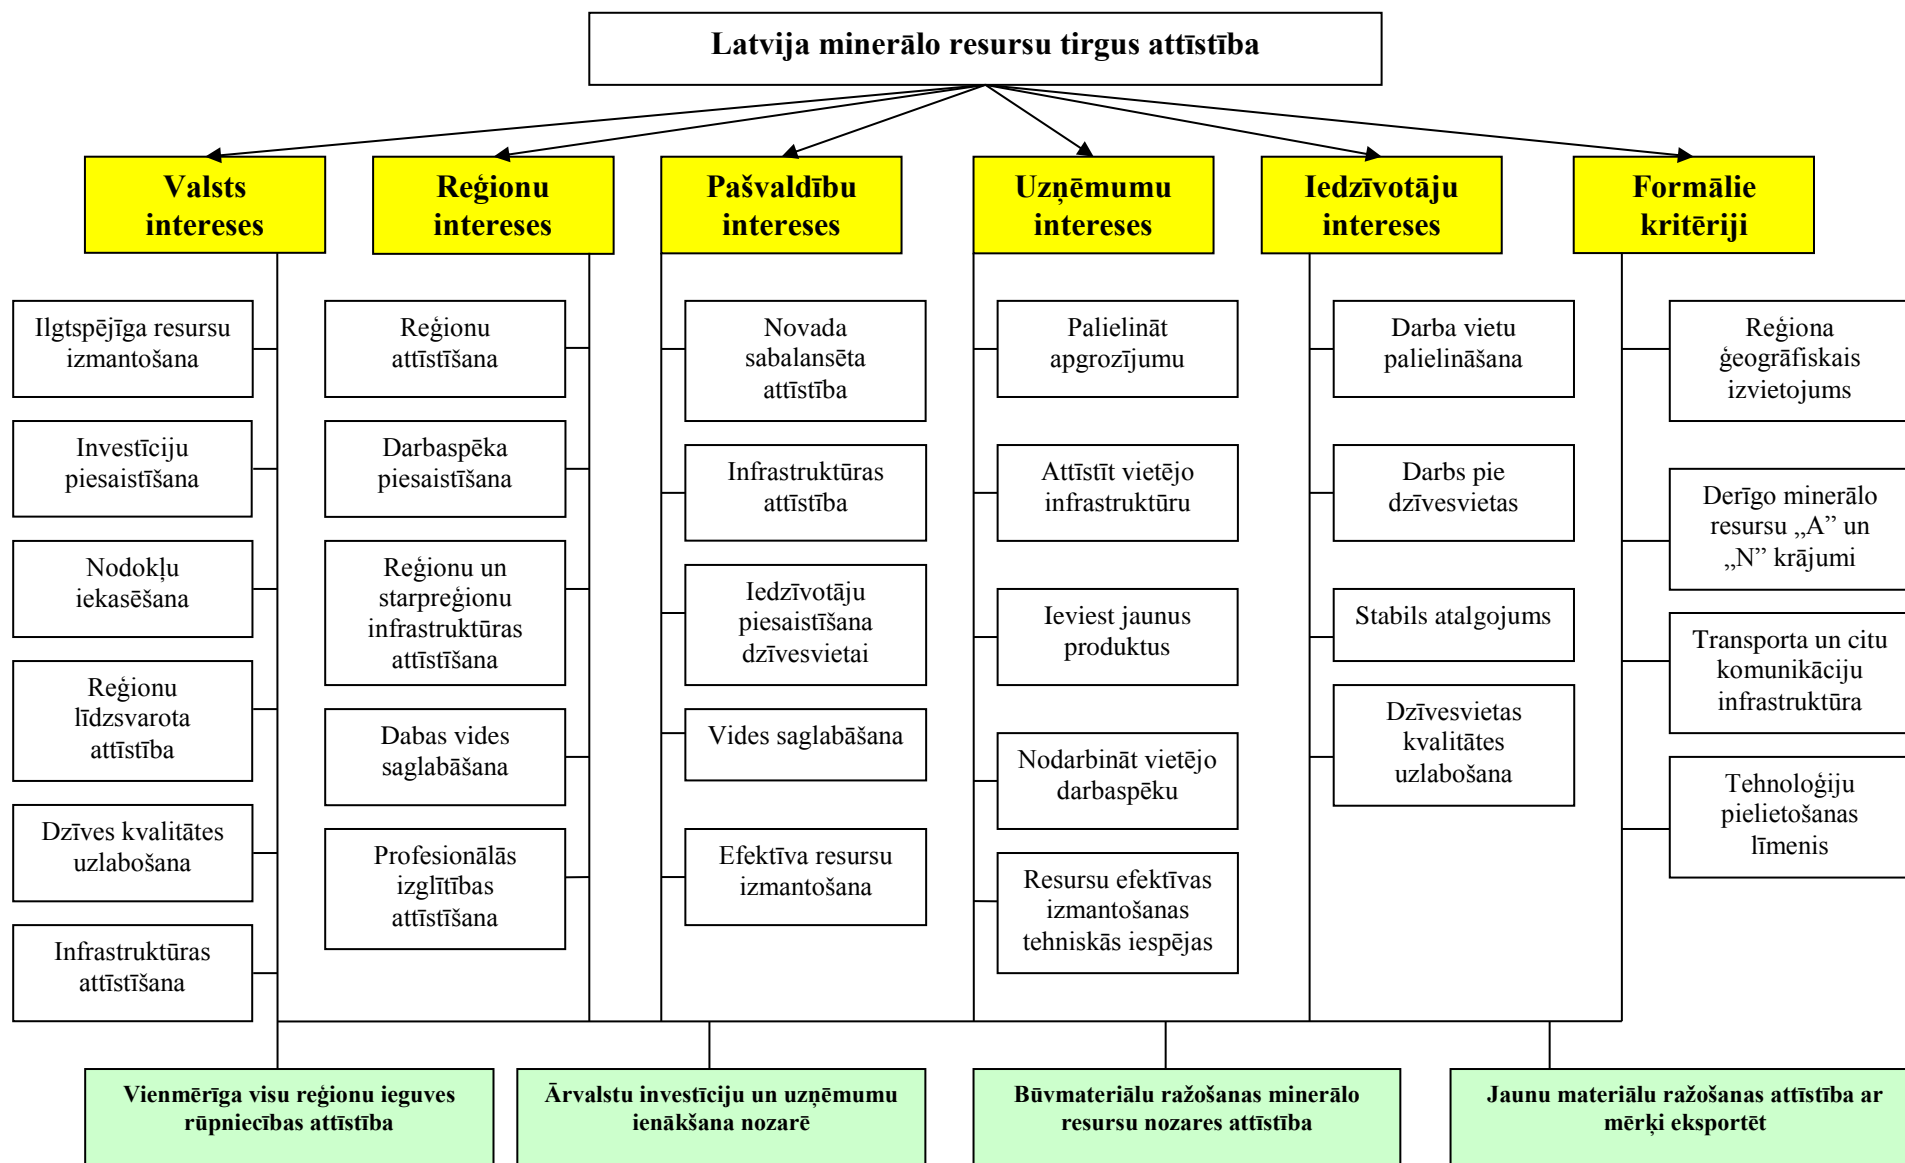 Latvija minerālo resursu tirgus attīstība
Valsts
intereses
Reģionu
intereses
Pašvaldību
intereses
Uzņēmumu
intereses
Iedzīvotāju
intereses
Formālie
kritēriji
Ilgtspējīga resursu
izmantošana
Investīciju
piesaistīšana
Nodokļu
iekasēšana
Reģionu
līdzsvarota
attīstība
Dzīves kvalitātes
uzlabošana
Infrastruktūras
attīstīšana
Reģionu
attīstīšana
Darbaspēka
piesaistīšana
Reģionu un
starpreģionu
infrastruktūras
attīstīšana
Dabas vides
saglabāšana
Profesionālās
izglītības
attīstīšana
Novada
sabalansēta
attīstība
Infrastruktūras
attīstība
Iedzīvotāju
piesaistīšana
dzīvesvietai
Vides saglabāšana
Efektīva resursu
izmantošana
Palielināt
apgrozījumu
Attīstīt vietējo
infrastruktūru
Ieviest jaunus
produktus
Nodarbināt vietējo
darbaspēku
Resursu efektīvas
izmantošanas
tehniskās iespējas
Darba vietu
palielināšana
Darbs pie
dzīvesvietas
Stabils atalgojums
Dzīvesvietas
kvalitātes
uzlabošana
Reģiona
ģeogrāfiskais
izvietojums
Derīgo minerālo
resursu „A” un
„N” krājumi
Transporta un citu
komunikāciju
infrastruktūra
Tehnoloģiju
pielietošanas
līmenis
Vienmērīga visu reģionu ieguves
rūpniecības attīstība
Ārvalstu investīciju un uzņēmumu
ienākšana nozarē
Būvmateriālu ražošanas minerālo
resursu nozares attīstība
Jaunu materiālu ražošanas attīstība ar
mērķi eksportēt